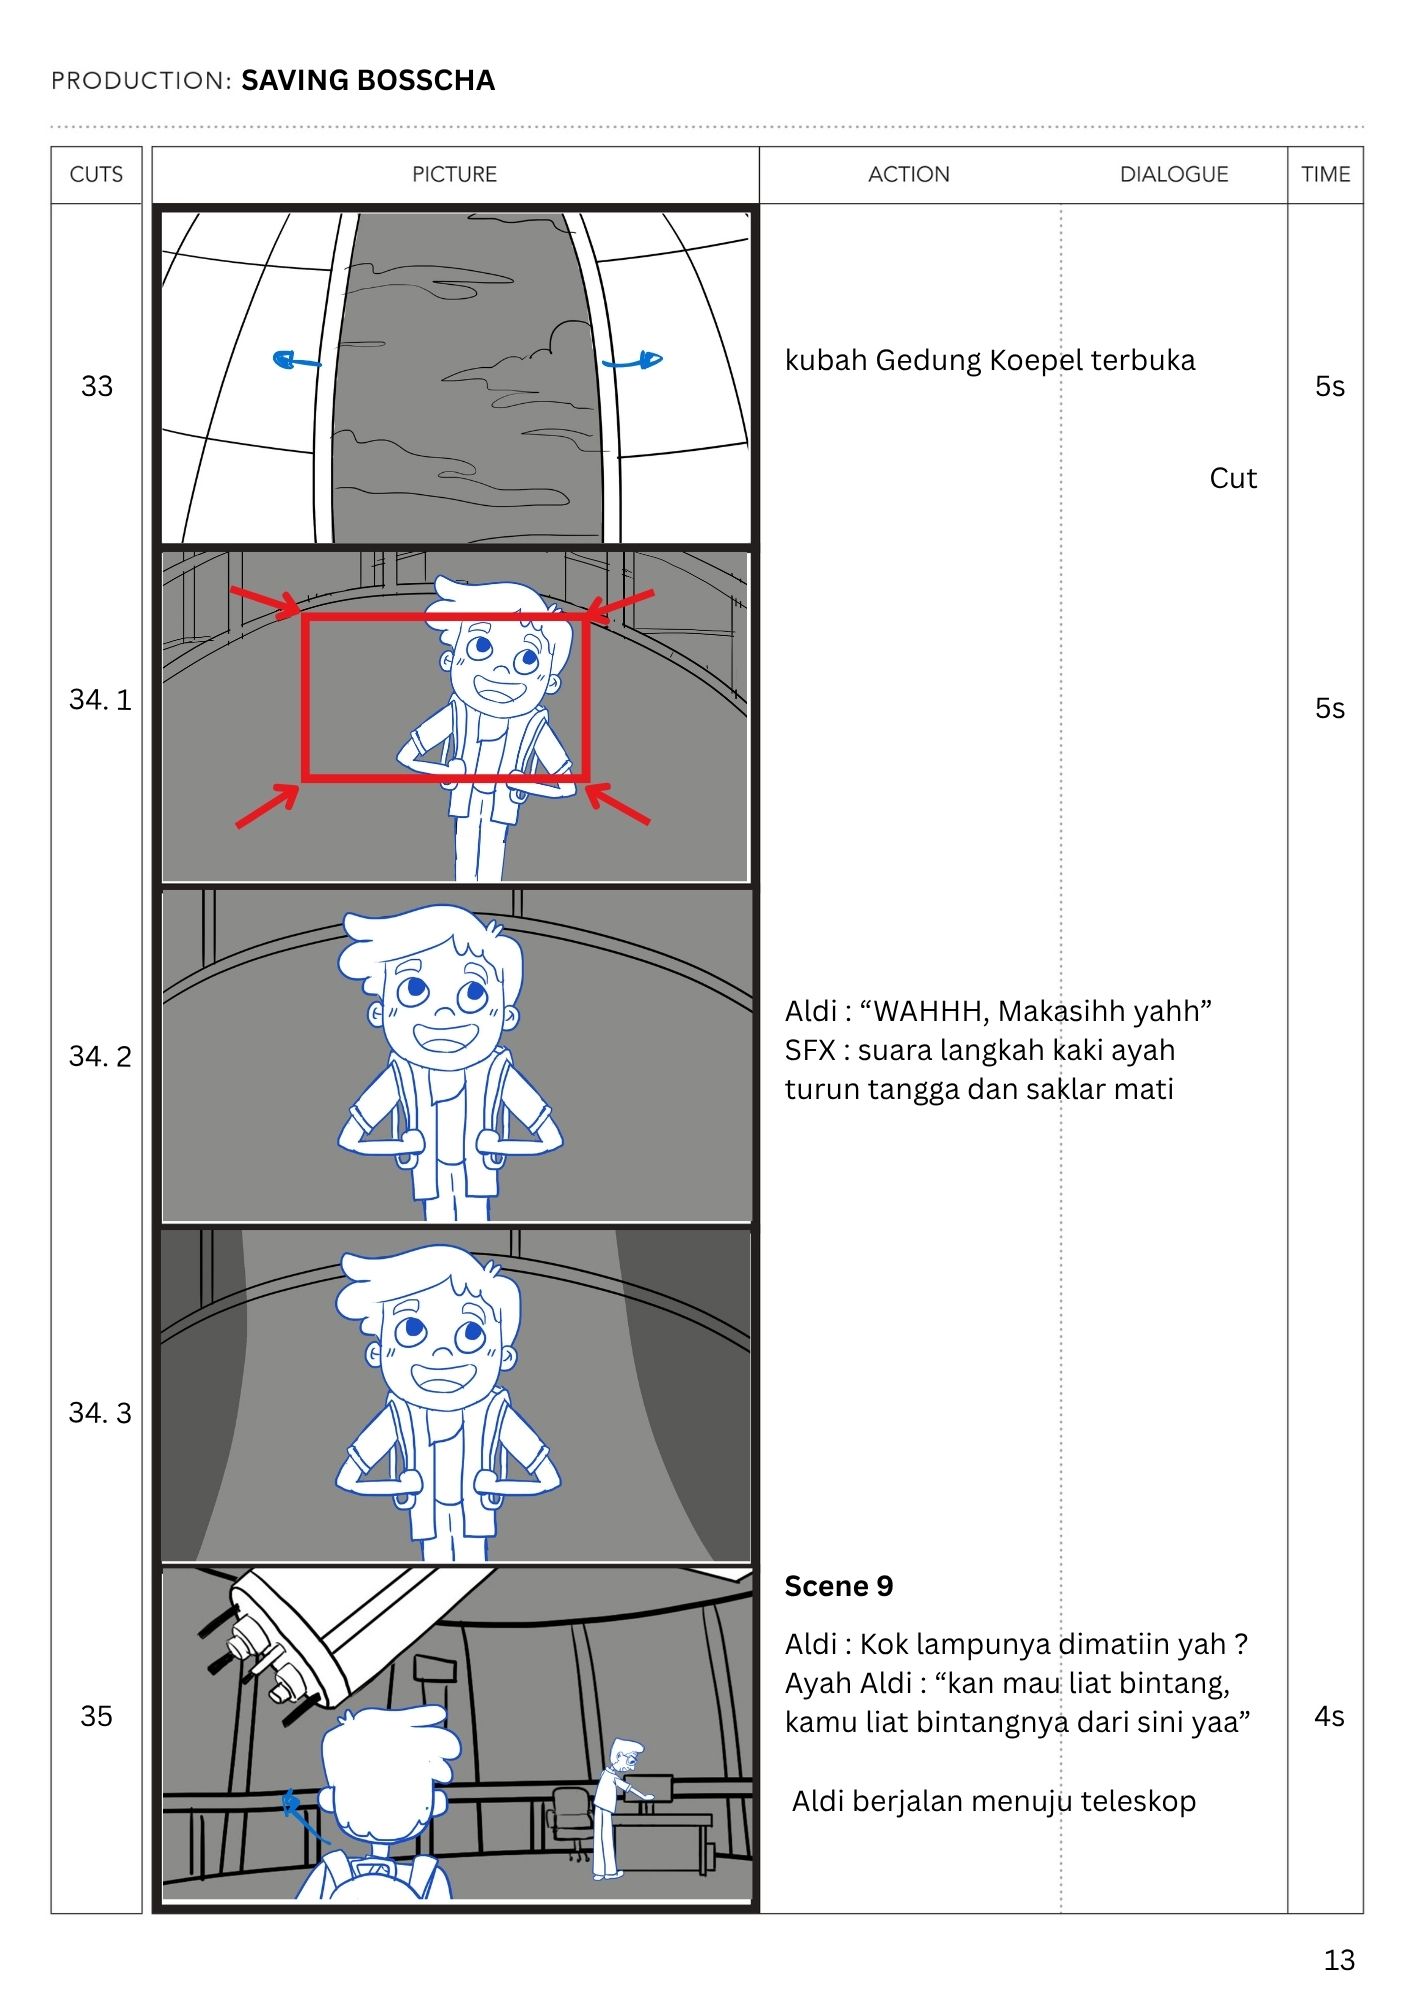 PRODUCTION: SAVING BOSSCHA
CUTS
PICTURE
ACTION
DIALOGUE
TIME
33
kubah Gedung Koepel terbuka
5s
Cut
34. 1
5s
34. 2
Aldi : “WAHHH, Makasihh yahh”
SFX : suara langkah kaki ayah
turun tangga dan saklar mati
34. 3
Scene 9
35
Aldi : Kok lampunya dimatiin yah ?
Ayah Aldi : “kan mau liat bintang,
kamu liat bintangnya dari sini yaa”
4s
Aldi berjalan menuju teleskop
13